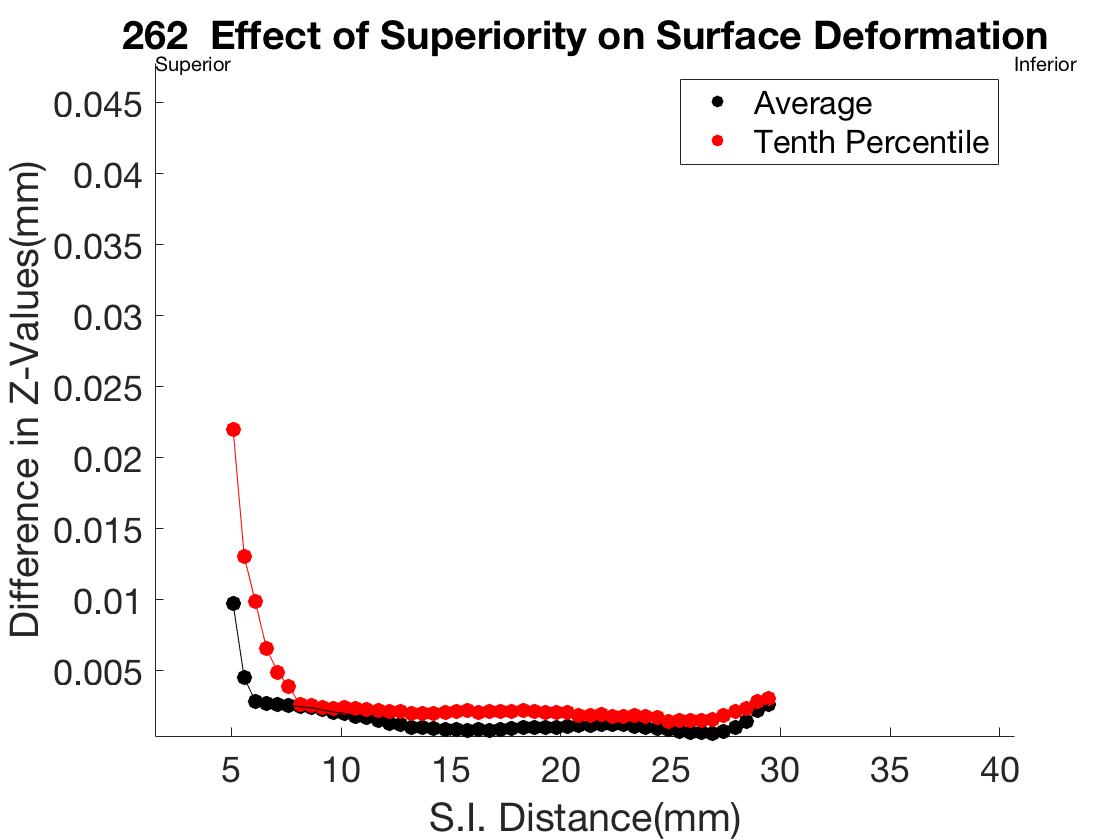 262  Effect of Superiority on Surface Deformation
Superior
Inferior
Average
Tenth Percentile
Difference in Z-Values(mm)
0.045
0.04
0.035
0.03
0.025
0.02
0.015
0.01
0.005
5 10 15 20 25 30 35 40
S.I. Distance(mm)